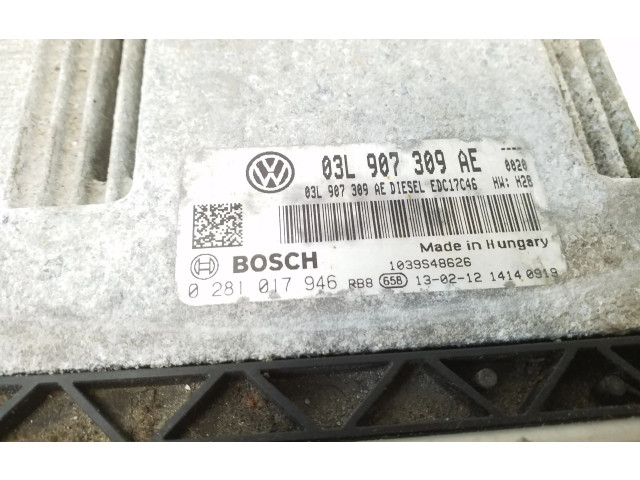 03L 907 309 AE
0020
03L 907 309 AE DIESEL EDC17C46 HW: H28
Made in Hungary
BOSCH 1039S48626
0 281 017 946 RB8 658 13-02-12 1414 0919